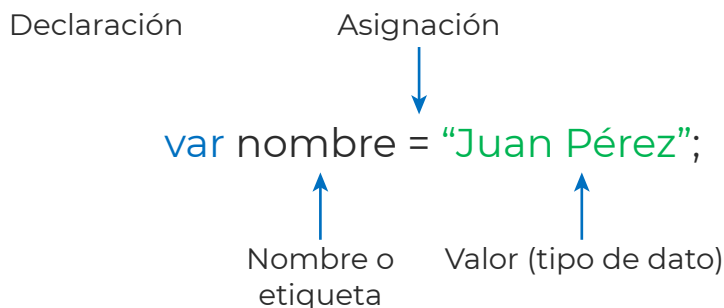 Declaración
Asignación
var nombre = “Juan Pérez”;
Nombre o
etiqueta
Valor (tipo de dato)